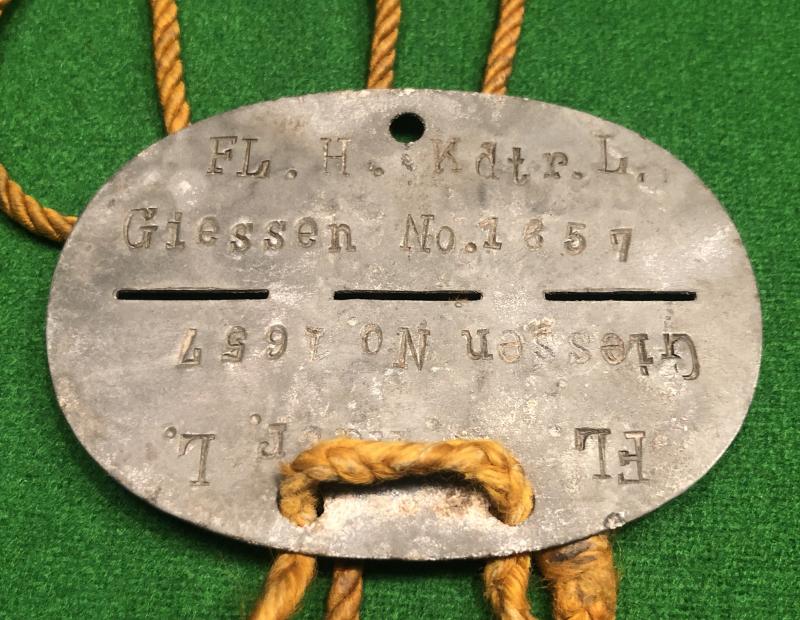 FL. H. Kdtr. L.
Giessen No. 1657
Giessen No 1657
FL r. L.